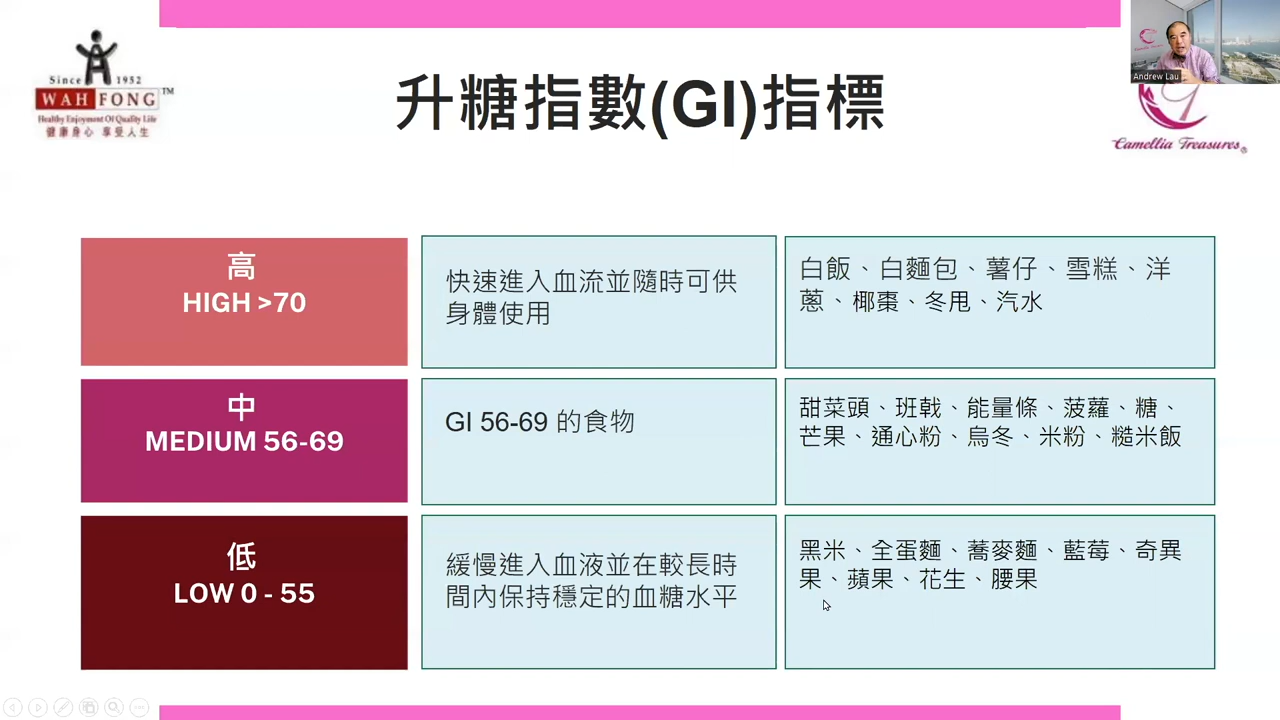 Since 1952
WAH FONG TM
Healthy Enjoyment Of Quality Life
健康身心 享受人生
升糖指數(GI)指標
Andrew Lau
Camellia Treasures®
高
HIGH >70
快速進入血流並隨時可供
身體使用
白飯、白麵包、薯仔、雪糕、洋
蔥、椰棗、冬甩、汽水
中
MEDIUM 56-69
GI 56-69 的食物
甜菜頭、班戟、能量條、菠蘿、糖、
芒果、通心粉、烏冬、米粉、糙米飯
低
LOW 0 - 55
緩慢進入血液並在較長時
間內保持穩定的血糖水平
黑米、全蛋麵、蕎麥麵、藍莓、奇異
果、蘋果、花生、腰果